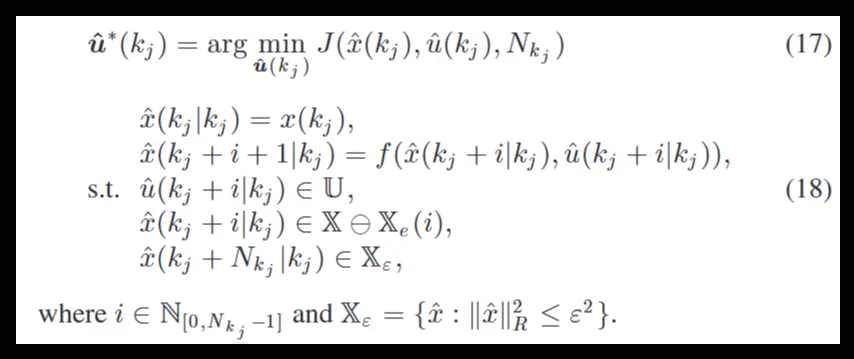 û*(k_j) = arg min_{û(k_j)} J(x̂(k_j), û(k_j), N_{k_j}) (17)
x̂(k_j|k_j) = x(k_j),
x̂(k_j + i + 1|k_j) = f(x̂(k_j + i|k_j), û(k_j + i|k_j)),
s.t. û(k_j + i|k_j) ∈ 𝕌, (18)
x̂(k_j + i|k_j) ∈ 𝕏 ⊖ 𝕏_e(i),
x̂(k_j + N_{k_j}|k_j) ∈ 𝕏_ε,
where i ∈ ℕ_{[0,N_{k_j}−1]} and 𝕏_ε = {x̂ : ‖x̂‖²_R ≤ ε²}.